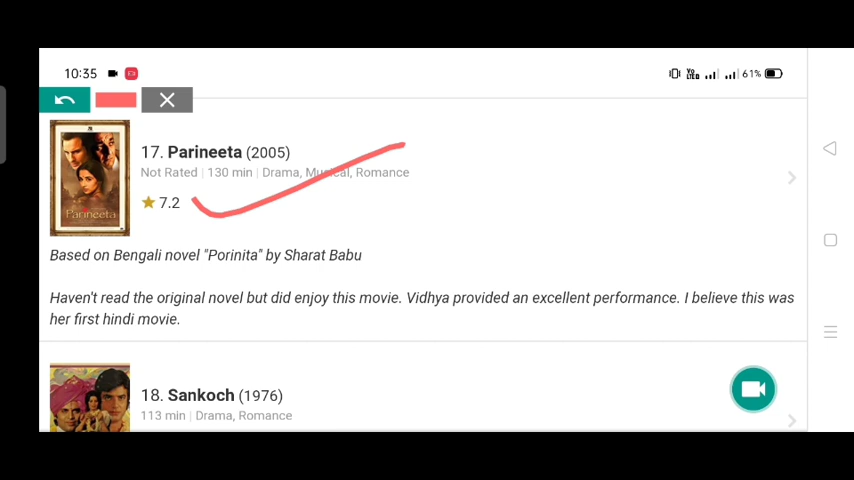 10:35
61%
17. Parineeta (2005)
Not Rated | 130 min | Drama, Musical, Romance
7.2
Parineeta
Based on Bengali novel "Porinita" by Sharat Babu
Haven't read the original novel but did enjoy this movie. Vidhya provided an excellent performance. I believe this was
her first hindi movie.
18. Sankoch (1976)
113 min | Drama, Romance